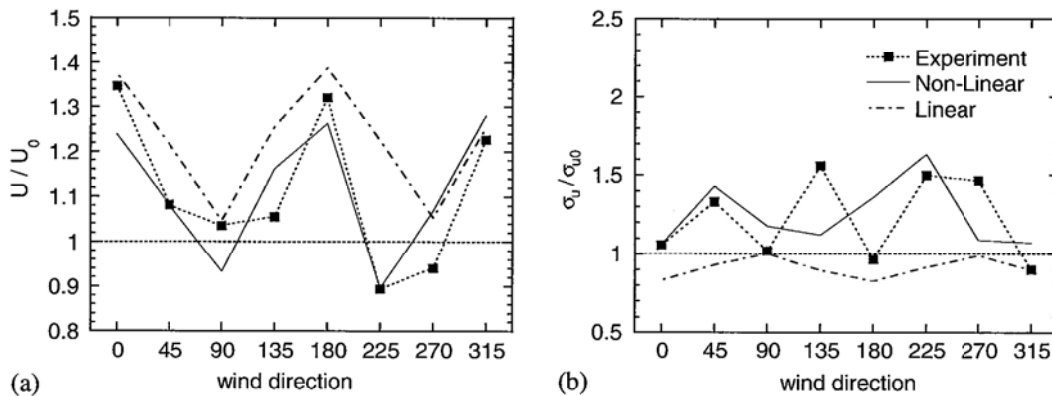 1.5
1.4
1.3
1.2
1.1
1
0.9
0.8
U / U₀
0 45 90 135 180 225 270 315
wind direction
(a)
2.5
2
1.5
1
0.5
σᵤ/σᵤ₀
Experiment
Non-Linear
Linear
0 45 90 135 180 225 270 315
wind direction
(b)